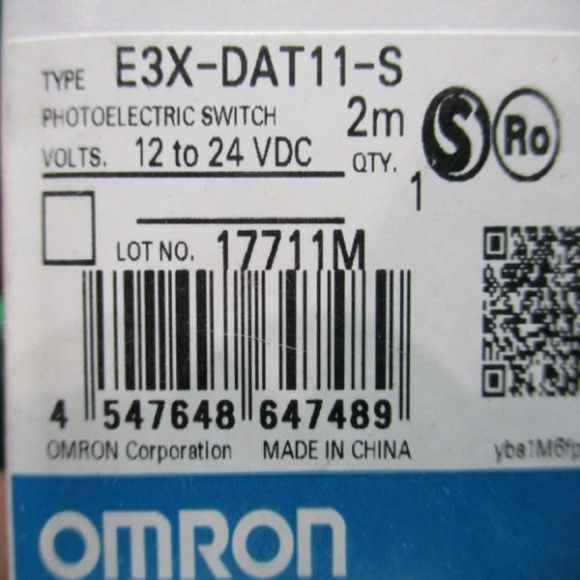 TYPE E3X-DAT11-S
PHOTOELECTRIC SWITCH 2m
VOLTS. 12 to 24 VDC QTY. 1
S Ro
LOT NO. 17711M
4 547648 647489
OMRON Corporation MADE IN CHINA
OMRON